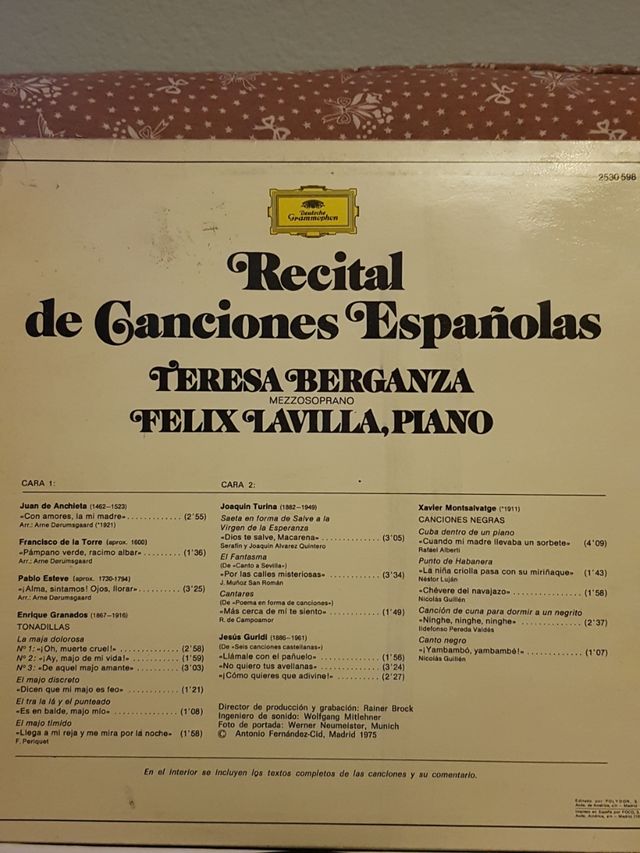 2530 598
Deutsche
Grammophon
Recital
de Canciones Españolas
TERESA BERGANZA
MEZZOSOPRANO
FELIX LAVILLA, PIANO
CARA 1:
Juan de Anchieta (1462–1523)
«Con amores, la mi madre»............. (2'55)
Arr.: Arne Dørumsgaard (*1921)
Francisco de la Torre (aprox. 1600)
«Pámpano verde, racimo albar»......... (1'36)
Arr.: Arne Dørumsgaard
Pablo Esteve (aprox. 1730-1794)
«¡Alma, sintamos! Ojos, llorar»........... (3'25)
Arr.: Arne Dørumsgaard
Enrique Granados (1867–1916)
TONADILLAS
La maja dolorosa
Nº 1: «¡Oh, muerte cruel!» .............. (2'58)
Nº 2: «¡Ay, majo de mi vida!» ........... (1'59)
Nº 3: «De aquel majo amante» .......... (3'03)
El majo discreto
«Dicen que mi majo es feo» ............. (1'21)
El tra la lá y el punteado
«Es en balde, majo mío» ................ (1'08)
El majo tímido
«Llega a mi reja y me mira por la noche» (1'58)
F. Periquet
CARA 2:
Joaquín Turina (1882–1949)
Saeta en forma de Salve a la
Virgen de la Esperanza
«Dios te salve, Macarena» ............. (3'05)
Serafín y Joaquín Alvarez Quintero
El Fantasma
(De «Canto a Sevilla»)
«Por las calles misteriosas» ............. (3'34)
J. Muñoz San Román
Cantares
(De «Poema en forma de canciones»)
«Más cerca de mí te siento» ............ (1'49)
R. de Campoamor
Jesús Guridi (1886–1961)
(De «Seis canciones castellanas»)
«Llámale con el pañuelo» ............... (1'56)
«No quiero tus avellanas» .............. (3'24)
«¡Cómo quieres que adivine!» ........... (2'27)
Director de producción y grabación: Rainer Brock
Ingeniero de sonido: Wolfgang Mitlehner
Foto de portada: Werner Neumeister, Munich
© Antonio Fernández-Cid, Madrid 1975
Xavier Montsalvatge (*1911)
CANCIONES NEGRAS
Cuba dentro de un piano
«Cuando mi madre llevaba un sorbete» (4'09)
Rafael Alberti
Punto de Habanera
«La niña criolla pasa con su miriñaque» (1'43)
Néstor Luján
«Chévere del navajazo» ................ (1'58)
Nicolás Guillén
Canción de cuna para dormir a un negrito
«Ninghe, ninghe, ninghe» .............. (2'37)
Ildefonso Pereda Valdés
Canto negro
«¡Yambambó, yambambé!» ............ (1'07)
Nicolás Guillén
En el interior se incluyen los textos completos de las canciones y su comentario.
Editado por POLYDOR, S.
Avda. de América, s/n - Madrid
Impreso en España por FOCO, S.
Avda. América, s/n - Madrid